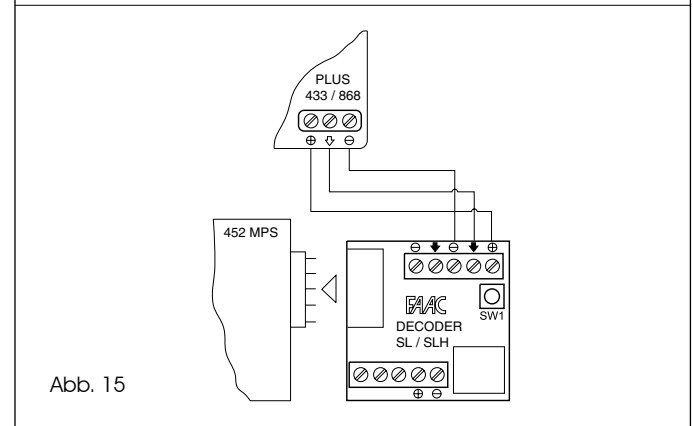 PLUS
433 / 868
452 MPS
FAAC
SW1
DECODER
SL / SLH
Abb. 15